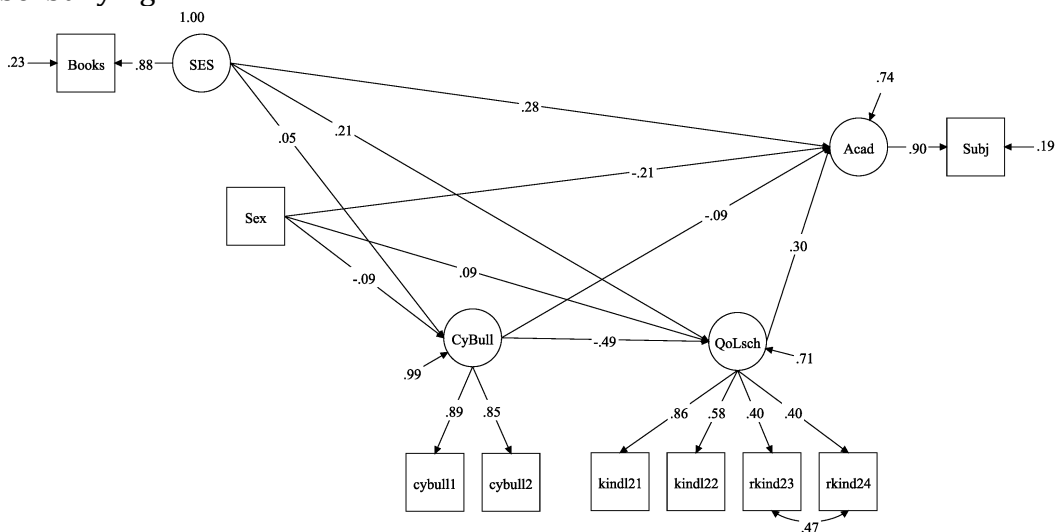 1.00
.23
Books
.88
SES
.28
.74
.05
.21
Acad
.90
Subj
.19
-.21
Sex
-.09
-.09
.09
.30
CyBull
-.49
QoLsch
.71
.99
.89
.85
.86
.58
.40
.40
cybull1
cybull2
kindl21
kindl22
rkind23
rkind24
.47